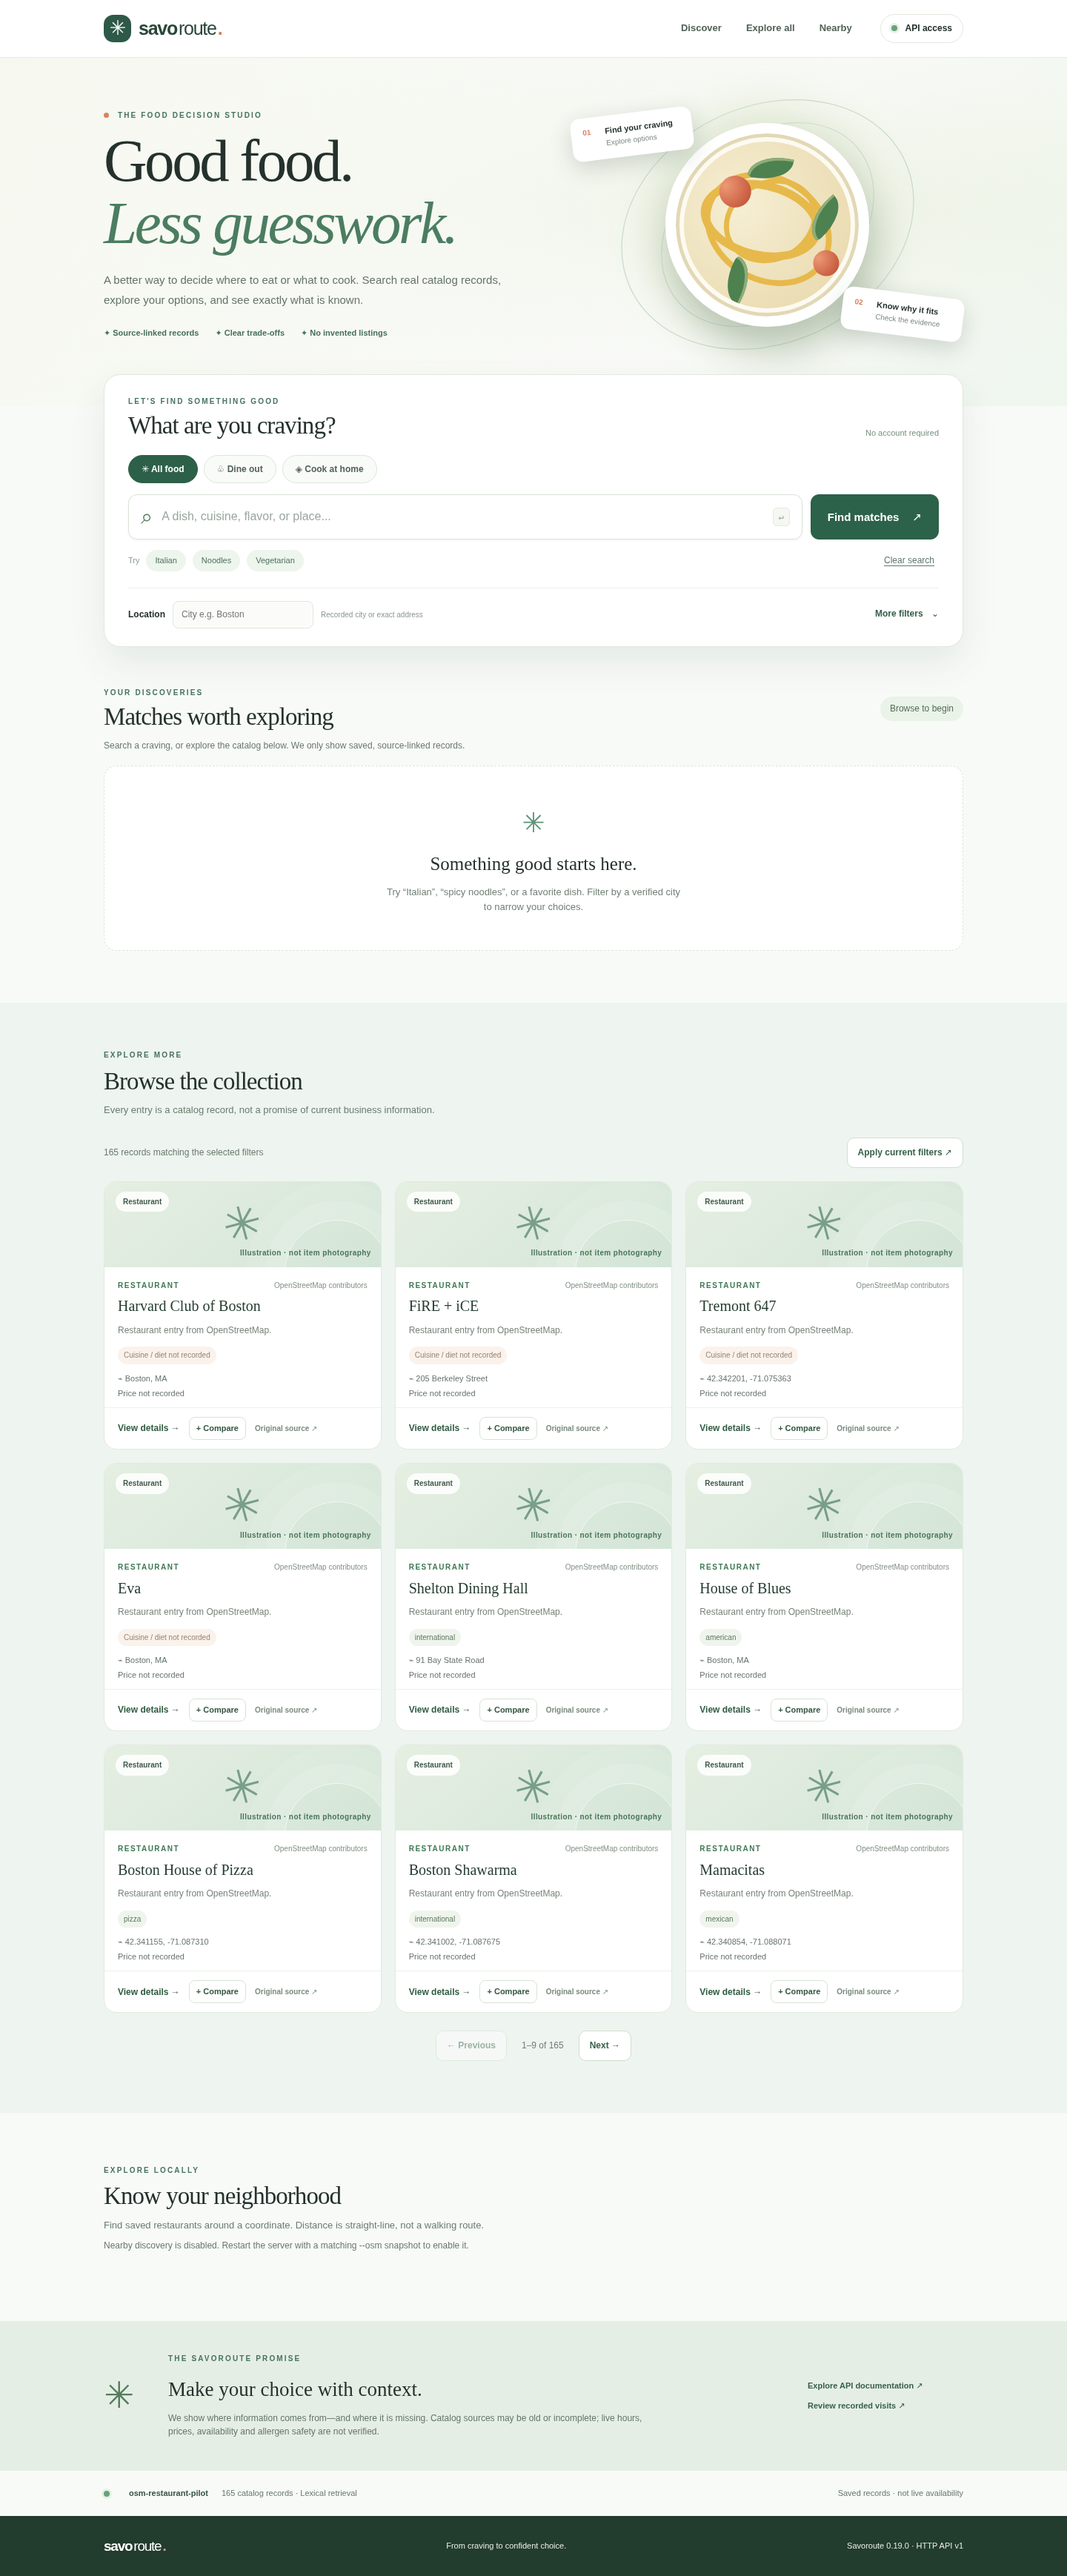 savoroute.
Discover Explore all Nearby API access
THE FOOD DECISION STUDIO
Good food.
Less guesswork.
A better way to decide where to eat or what to cook. Search real catalog records,
explore your options, and see exactly what is known.
✦ Source-linked records ✦ Clear trade-offs ✦ No invented listings
01 Find your craving
Explore options
02 Know why it fits
Check the evidence
LET'S FIND SOMETHING GOOD
What are you craving?
No account required
✳ All food ♧ Dine out ◈ Cook at home
A dish, cuisine, flavor, or place... ↵
Find matches ↗
Try Italian Noodles Vegetarian
Clear search
Location City e.g. Boston Recorded city or exact address
More filters ⌄
YOUR DISCOVERIES
Matches worth exploring
Browse to begin
Search a craving, or explore the catalog below. We only show saved, source-linked records.
Something good starts here.
Try “Italian”, “spicy noodles”, or a favorite dish. Filter by a verified city
to narrow your choices.
EXPLORE MORE
Browse the collection
Every entry is a catalog record, not a promise of current business information.
165 records matching the selected filters
Apply current filters ↗
Restaurant
Illustration · not item photography
RESTAURANT OpenStreetMap contributors
Harvard Club of Boston
Restaurant entry from OpenStreetMap.
Cuisine / diet not recorded
⌁ Boston, MA
Price not recorded
View details → + Compare Original source ↗
Restaurant
Illustration · not item photography
RESTAURANT OpenStreetMap contributors
FiRE + iCE
Restaurant entry from OpenStreetMap.
Cuisine / diet not recorded
⌁ 205 Berkeley Street
Price not recorded
View details → + Compare Original source ↗
Restaurant
Illustration · not item photography
RESTAURANT OpenStreetMap contributors
Tremont 647
Restaurant entry from OpenStreetMap.
Cuisine / diet not recorded
⌁ 42.342201, -71.075363
Price not recorded
View details → + Compare Original source ↗
Restaurant
Illustration · not item photography
RESTAURANT OpenStreetMap contributors
Eva
Restaurant entry from OpenStreetMap.
Cuisine / diet not recorded
⌁ Boston, MA
Price not recorded
View details → + Compare Original source ↗
Restaurant
Illustration · not item photography
RESTAURANT OpenStreetMap contributors
Shelton Dining Hall
Restaurant entry from OpenStreetMap.
international
⌁ 91 Bay State Road
Price not recorded
View details → + Compare Original source ↗
Restaurant
Illustration · not item photography
RESTAURANT OpenStreetMap contributors
House of Blues
Restaurant entry from OpenStreetMap.
american
⌁ Boston, MA
Price not recorded
View details → + Compare Original source ↗
Restaurant
Illustration · not item photography
RESTAURANT OpenStreetMap contributors
Boston House of Pizza
Restaurant entry from OpenStreetMap.
pizza
⌁ 42.341155, -71.087310
Price not recorded
View details → + Compare Original source ↗
Restaurant
Illustration · not item photography
RESTAURANT OpenStreetMap contributors
Boston Shawarma
Restaurant entry from OpenStreetMap.
international
⌁ 42.341002, -71.087675
Price not recorded
View details → + Compare Original source ↗
Restaurant
Illustration · not item photography
RESTAURANT OpenStreetMap contributors
Mamacitas
Restaurant entry from OpenStreetMap.
mexican
⌁ 42.340854, -71.088071
Price not recorded
View details → + Compare Original source ↗
← Previous 1–9 of 165 Next →
EXPLORE LOCALLY
Know your neighborhood
Find saved restaurants around a coordinate. Distance is straight-line, not a walking route.
Nearby discovery is disabled. Restart the server with a matching --osm snapshot to enable it.
THE SAVOROUTE PROMISE
Make your choice with context.
We show where information comes from—and where it is missing. Catalog sources may be old or incomplete; live hours,
prices, availability and allergen safety are not verified.
Explore API documentation ↗
Review recorded visits ↗
osm-restaurant-pilot 165 catalog records · Lexical retrieval
Saved records · not live availability
savoroute.
From craving to confident choice.
Savoroute 0.19.0 · HTTP API v1